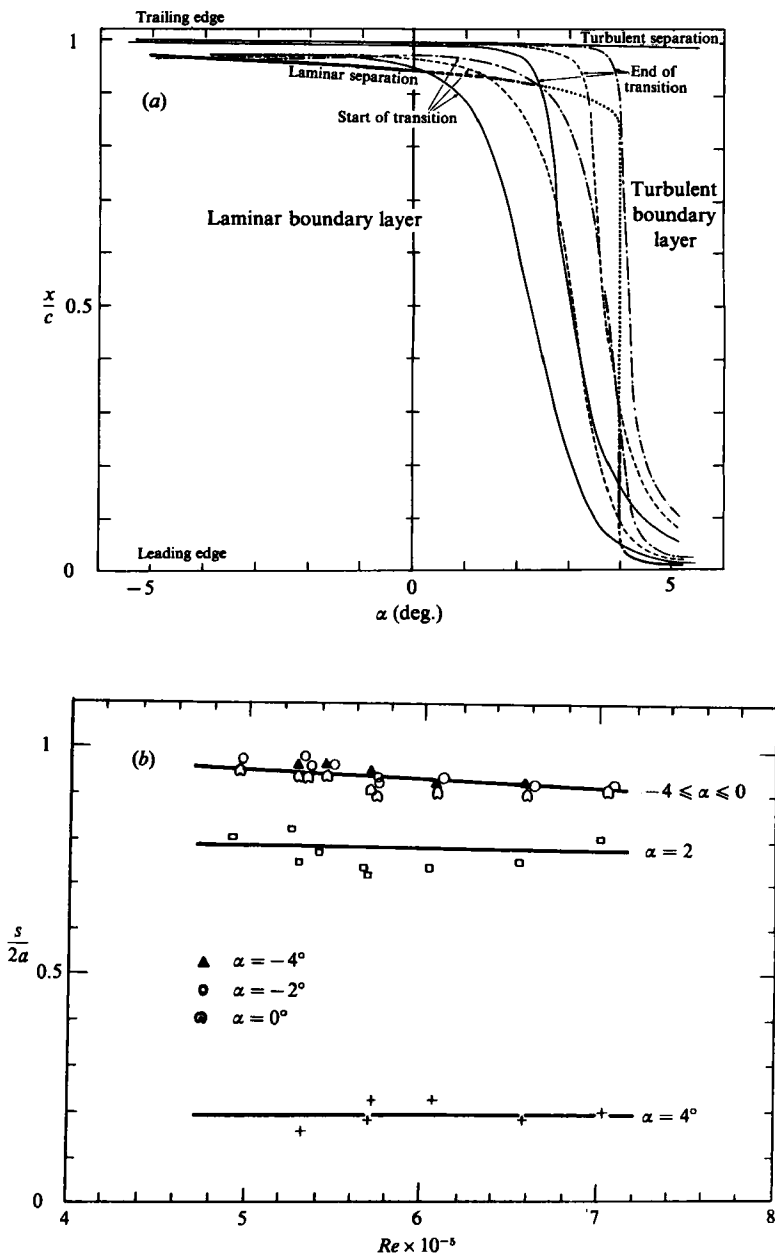 Trailing edge
1
Turbulent separation
Laminar separation
End of
transition
(a)
Start of transition
Laminar boundary layer
Turbulent
boundary
layer
x/c
0.5
Leading edge
0
−5
0
5
α (deg.)
1
(b)
−4 ⩽ α ⩽ 0
α = 2
s/2a
0.5
α = −4°
α = −2°
α = 0°
α = 4°
0
4
5
6
7
8
Re × 10⁻⁵